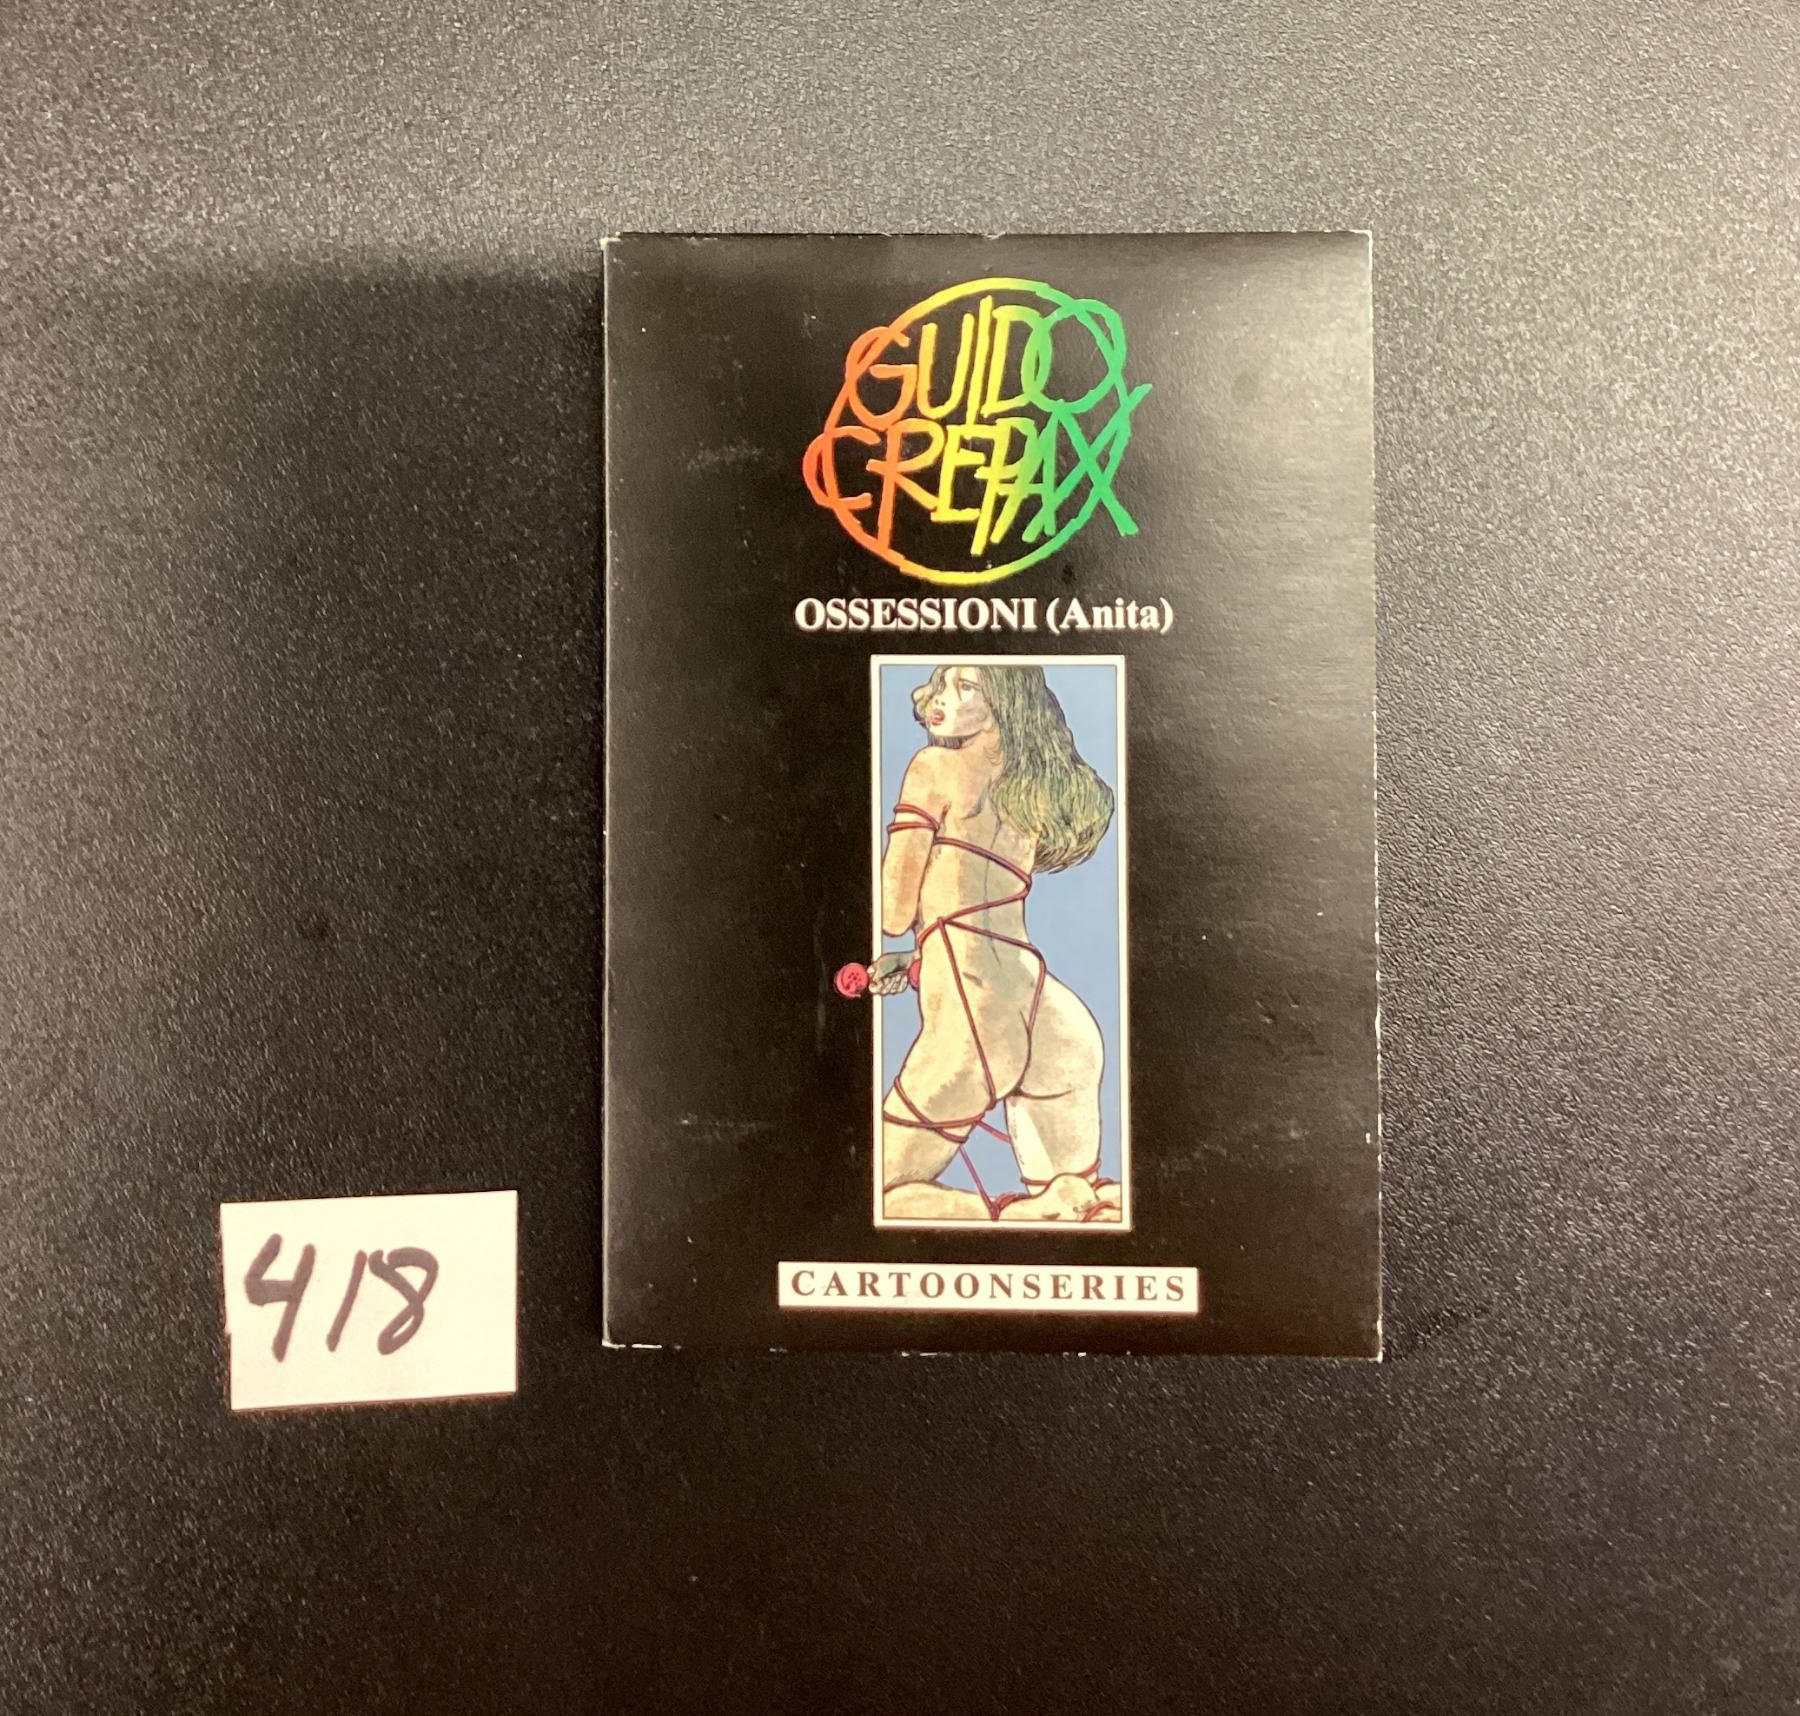 GUIDO
CREPAX
OSSESSIONI (Anita)
CARTOONSERIES
418